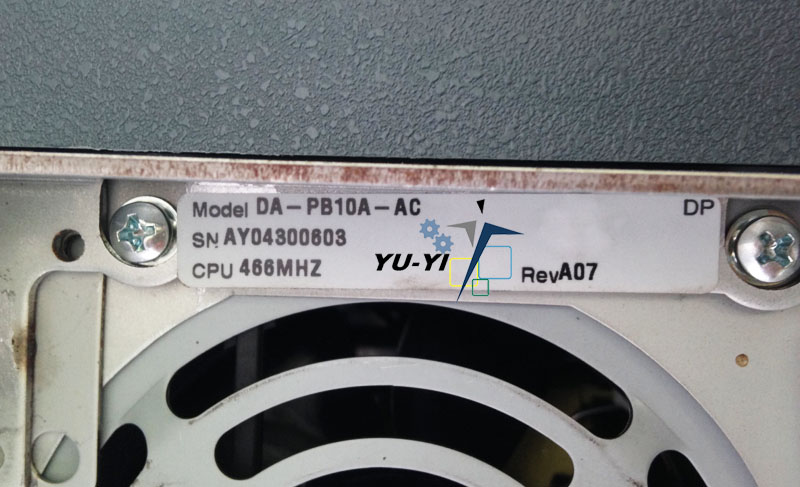 Model DA-PB10A-AC DP
SN AY04300603
YU-YI
CPU 466MHZ RevA07